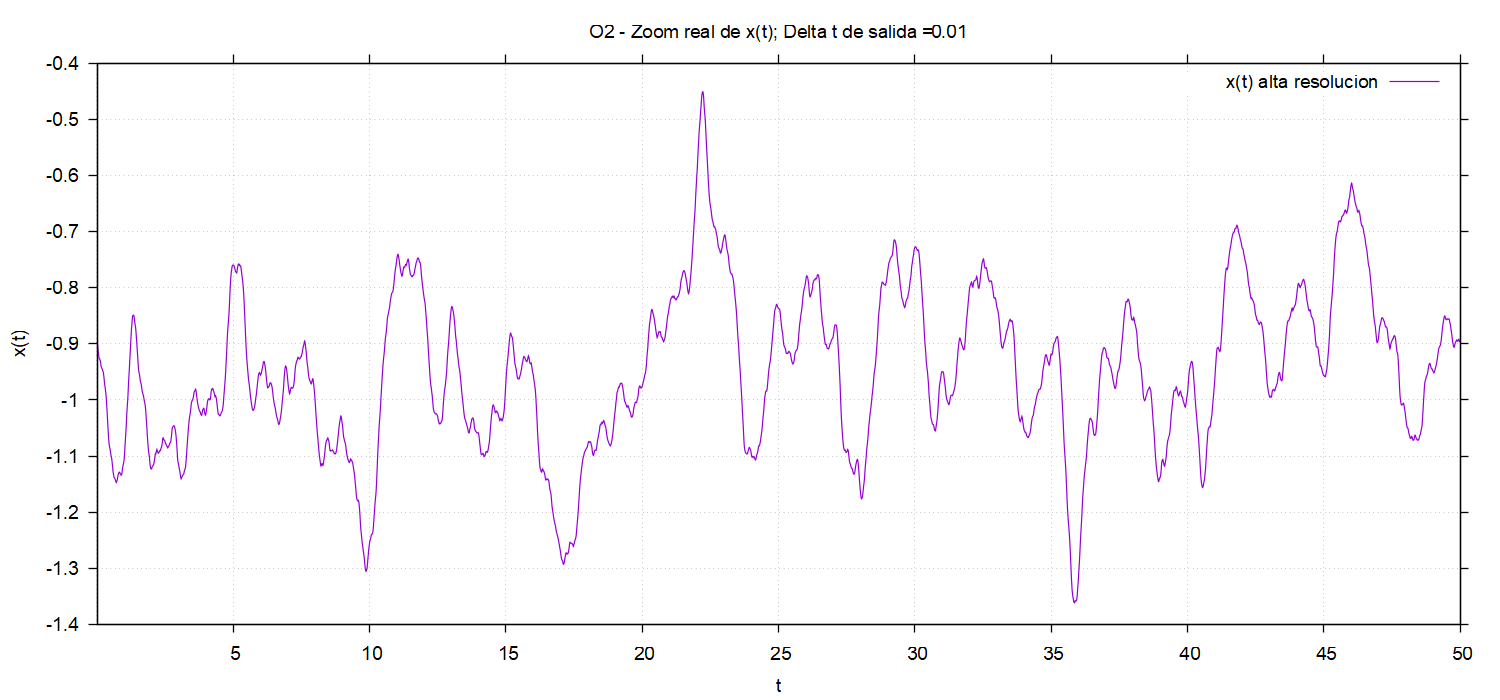 O2 - Zoom real de x(t); Delta t de salida =0.01
x(t) alta resolucion
-0.4
-0.5
-0.6
-0.7
-0.8
-0.9
-1
-1.1
-1.2
-1.3
-1.4
x(t)
5 10 15 20 25 30 35 40 45 50
t